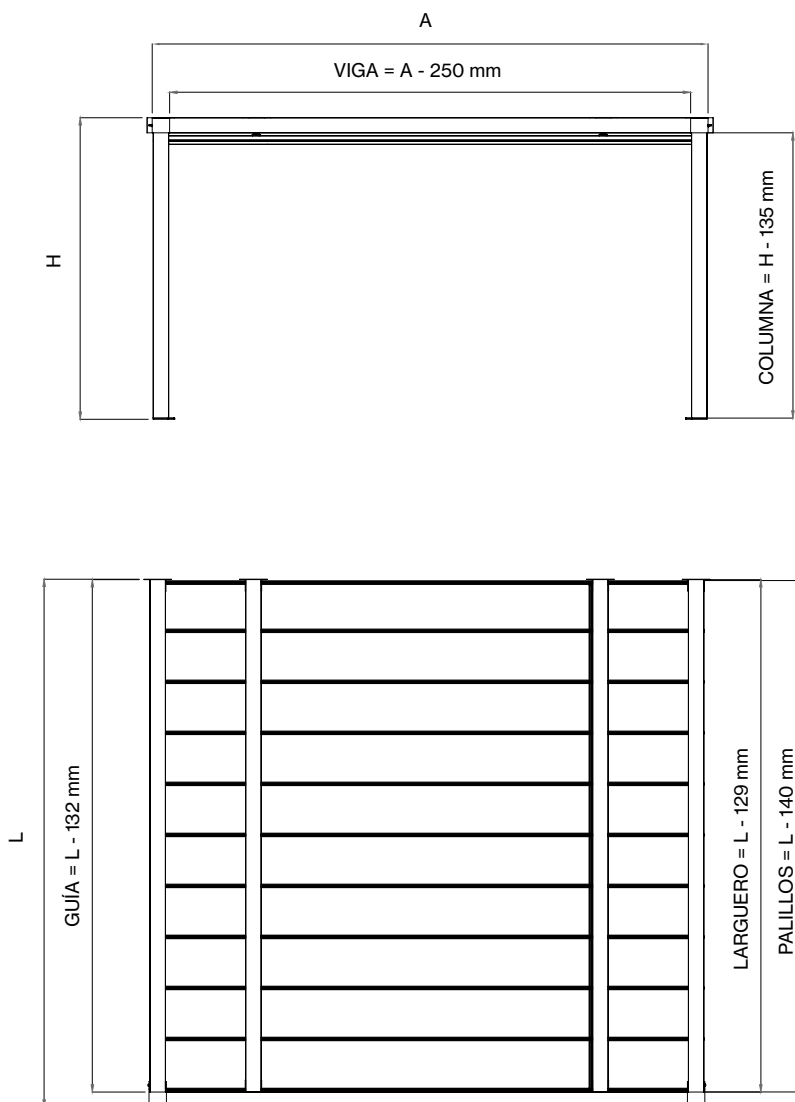 A
VIGA = A - 250 mm
H
COLUMNA = H - 135 mm
L
GUÍA = L - 132 mm
LARGUERO = L - 129 mm
PALILLOS = L - 140 mm